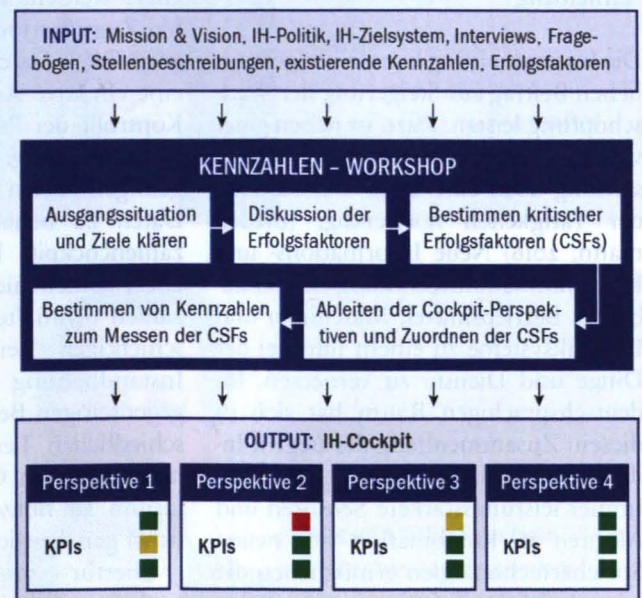 INPUT: Mission & Vision, IH-Politik, IH-Zielsystem, Interviews, Frage-
bögen, Stellenbeschreibungen, existierende Kennzahlen, Erfolgsfaktoren
KENNZAHLEN – WORKSHOP
Ausgangssituation
und Ziele klären
Diskussion der
Erfolgsfaktoren
Bestimmen kritischer
Erfolgsfaktoren (CSFs)
Bestimmen von Kennzahlen
zum Messen der CSFs
Ableiten der Cockpit-Perspek-
tiven und Zuordnen der CSFs
OUTPUT: IH-Cockpit
Perspektive 1
Perspektive 2
Perspektive 3
Perspektive 4
KPIs
KPIs
KPIs
KPIs